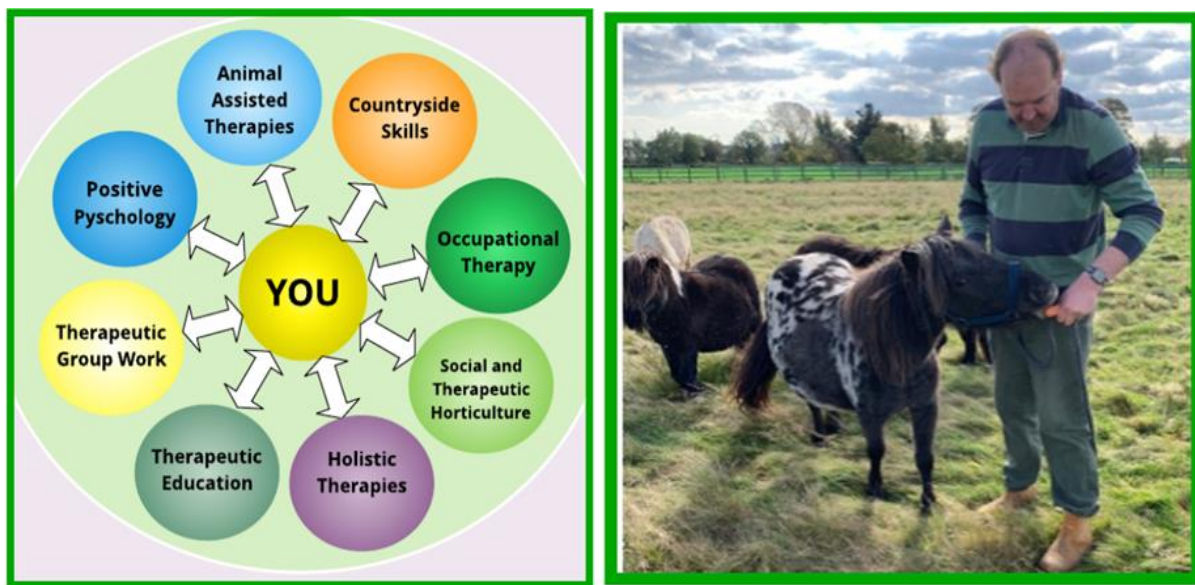 Animal
Assisted
Therapies
Countryside
Skills
Positive
Pyschology
Occupational
Therapy
YOU
Therapeutic
Group Work
Social and
Therapeutic
Horticulture
Therapeutic
Education
Holistic
Therapies